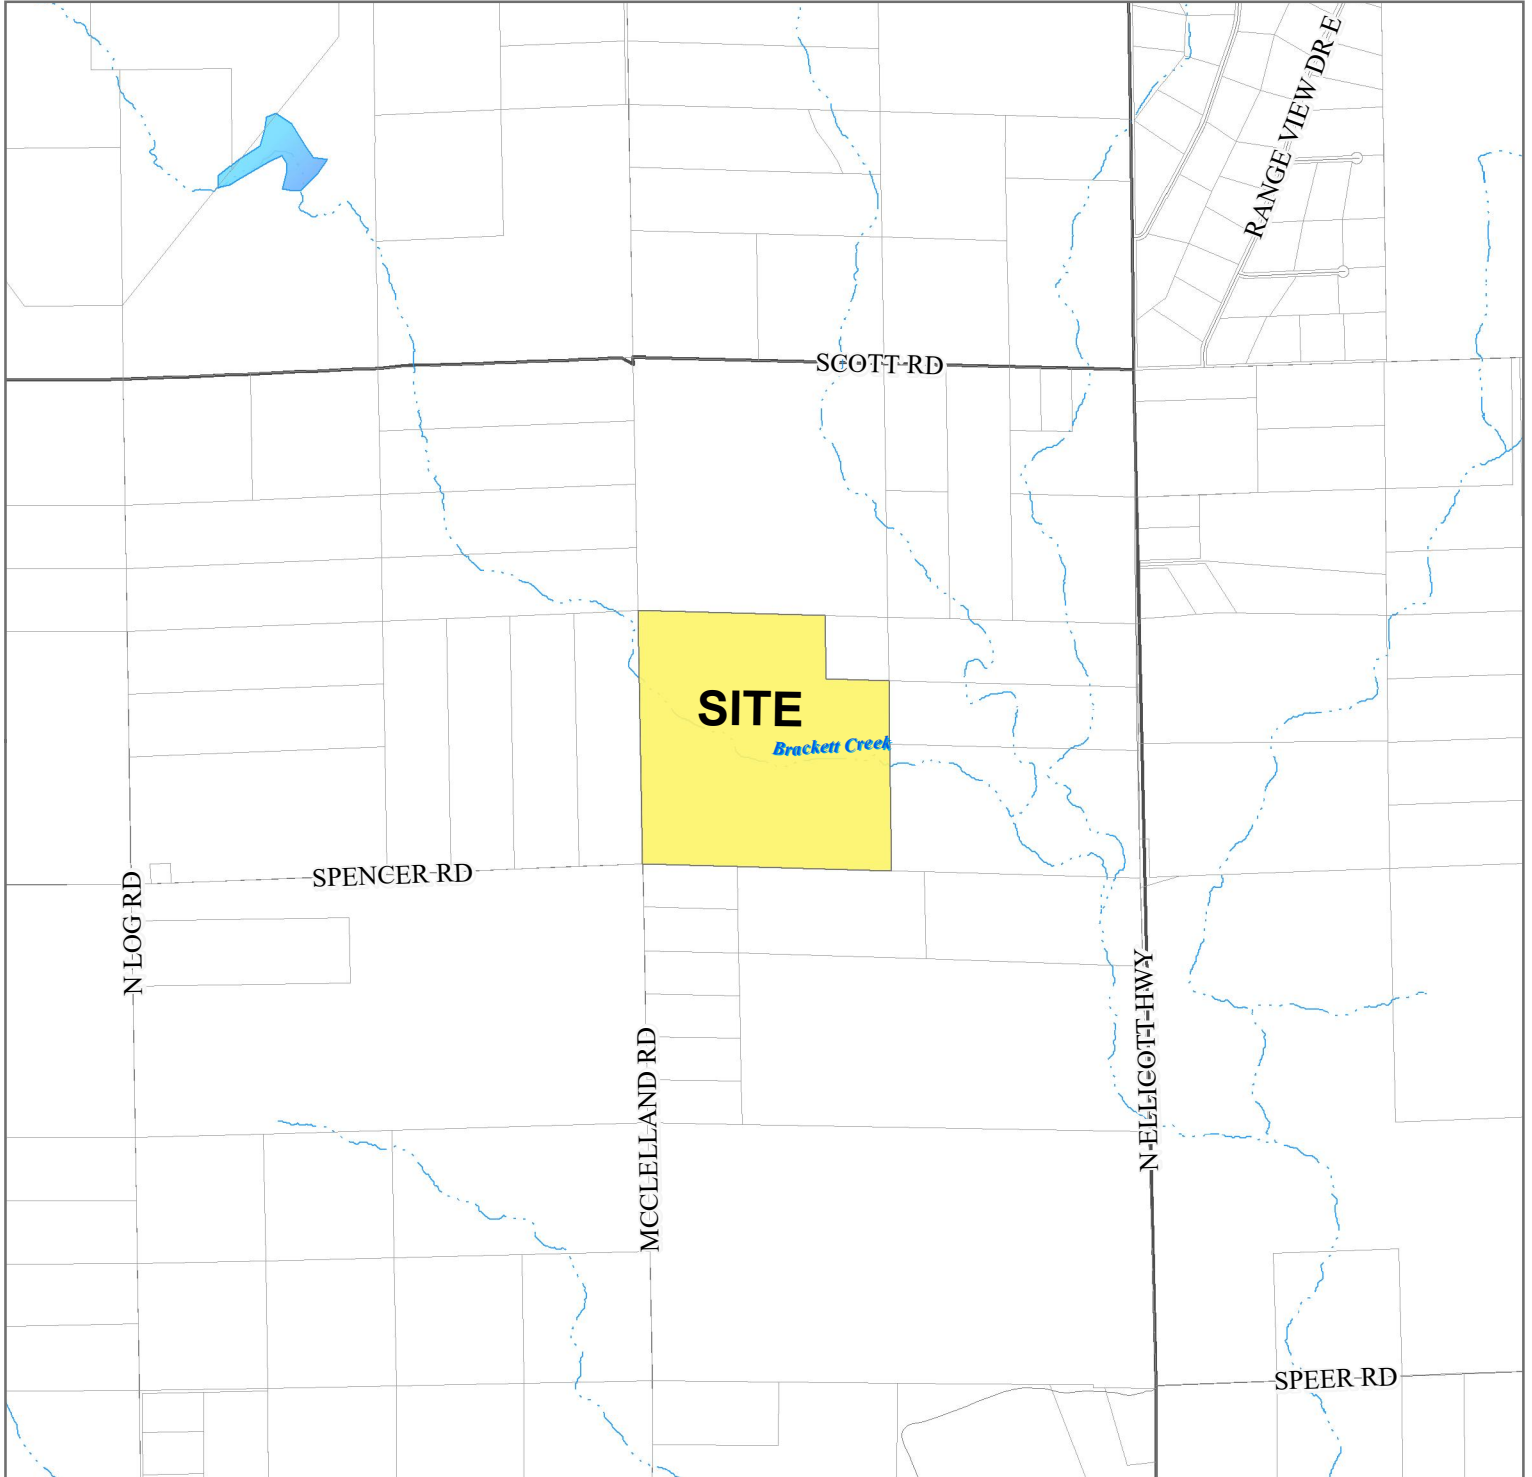 RANGE VIEW DR E
SCOTT RD
SITE
Brackett Creek
SPENCER RD
N LOG RD
MCCLELLAND RD
N ELLICOTT HWY
SPEER RD